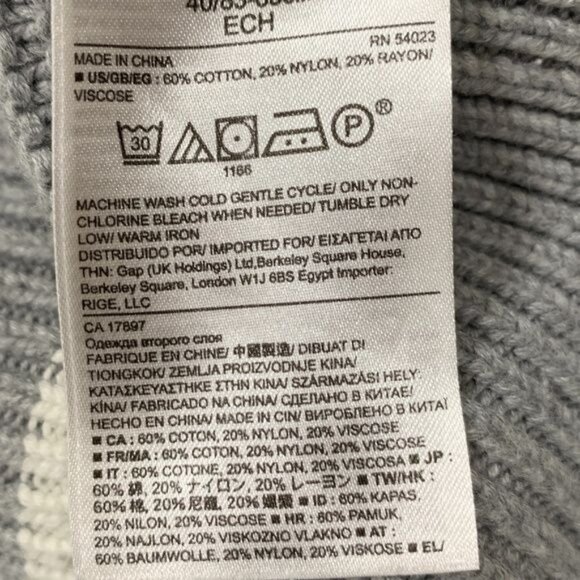 ECH
RN 54023
MADE IN CHINA
■ US/GB/EG : 60% COTTON, 20% NYLON, 20% RAYON/
VISCOSE
30 P ®
1166
MACHINE WASH COLD GENTLE CYCLE/ ONLY NON-
CHLORINE BLEACH WHEN NEEDED/ TUMBLE DRY
LOW/ WARM IRON
DISTRIBUIDO POR/ IMPORTED FOR/ ΕΙΣΑΓΕΤΑΙ ΑΠΟ
ΤΗΝ: Gap (UK Holdings) Ltd,Berkeley Square House,
Berkeley Square, London W1J 6BS Egypt Importer:
RIGE, LLC
CA 17897
Одежда второго слоя
FABRIQUE EN CHINE/ 中國製造/ DIBUAT DI
TIONGKOK/ ZEMLJA PROIZVODNJE KINA/
ΚΑΤΑΣΚΕΥΑΣΤΗΚΕ ΣΤΗΝ ΚΙΝΑ/ SZÁRMAZÁSI HELY:
KÍNA/ FABRICADO NA CHINA/ СДЕЛАНО В КИТАЕ/
HECHO EN CHINA/ MADE IN CIN/ ВИРОБЛЕНО В КИТАЇ
■ CA : 60% COTON, 20% NYLON, 20% VISCOSE
■ FR/MA : 60% COTON, 20% NYLON, 20% VISCOSE
■ IT : 60% COTONE, 20% NYLON, 20% VISCOSA ■ JP :
60% 綿, 20% ナイロン, 20% レーヨン ■ TW/HK :
60% 棉, 20% 尼龍, 20% 嫘縈 ■ ID : 60% KAPAS,
20% NILON, 20% VISCOSE ■ HR : 60% PAMUK,
20% NAJLON, 20% VISKOZNO VLAKNO ■ AT :
60% BAUMWOLLE, 20% NYLON, 20% VISKOSE ■ EL/